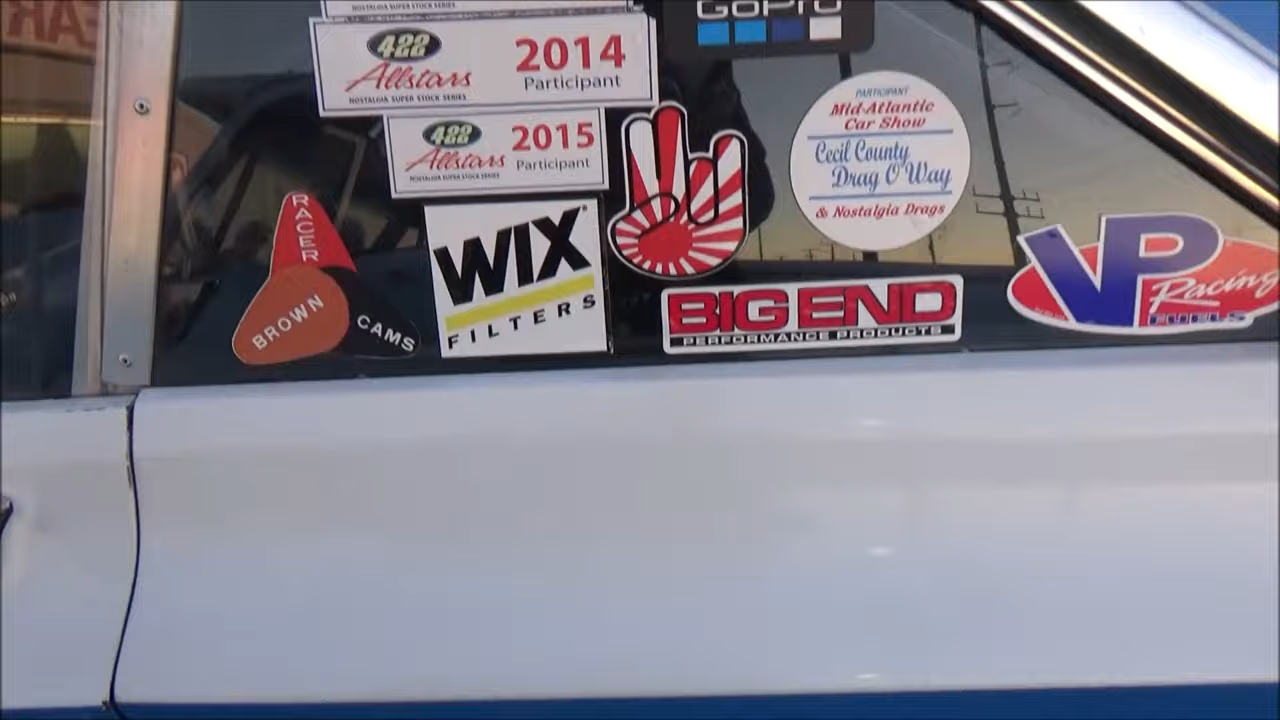 NOSTALGIA SUPER STOCK SERIES
GoPro
422
Allstars
NOSTALGIA SUPER STOCK SERIES
2014
Participant
422
Allstars
NOSTALGIA SUPER STOCK SERIES
2015
Participant
PARTICIPANT
Mid-Atlantic
Car Show
Cecil County
Drag O'Way
& Nostalgia Drags
RACER
BROWN
CAMS
WIX
FILTERS
BIG END
PERFORMANCE PRODUCTS
VP
Racing
FUELS